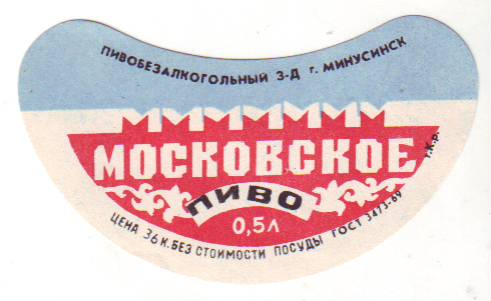 ПИВОБЕЗАЛКОГОЛЬНЫЙ З-Д г. МИНУСИНСК
МОСКОВСКОЕ
ПИВО
0,5л
ЦЕНА 36 К. БЕЗ СТОИМОСТИ ПОСУДЫ ГОСТ 3473-69
т.К.р.